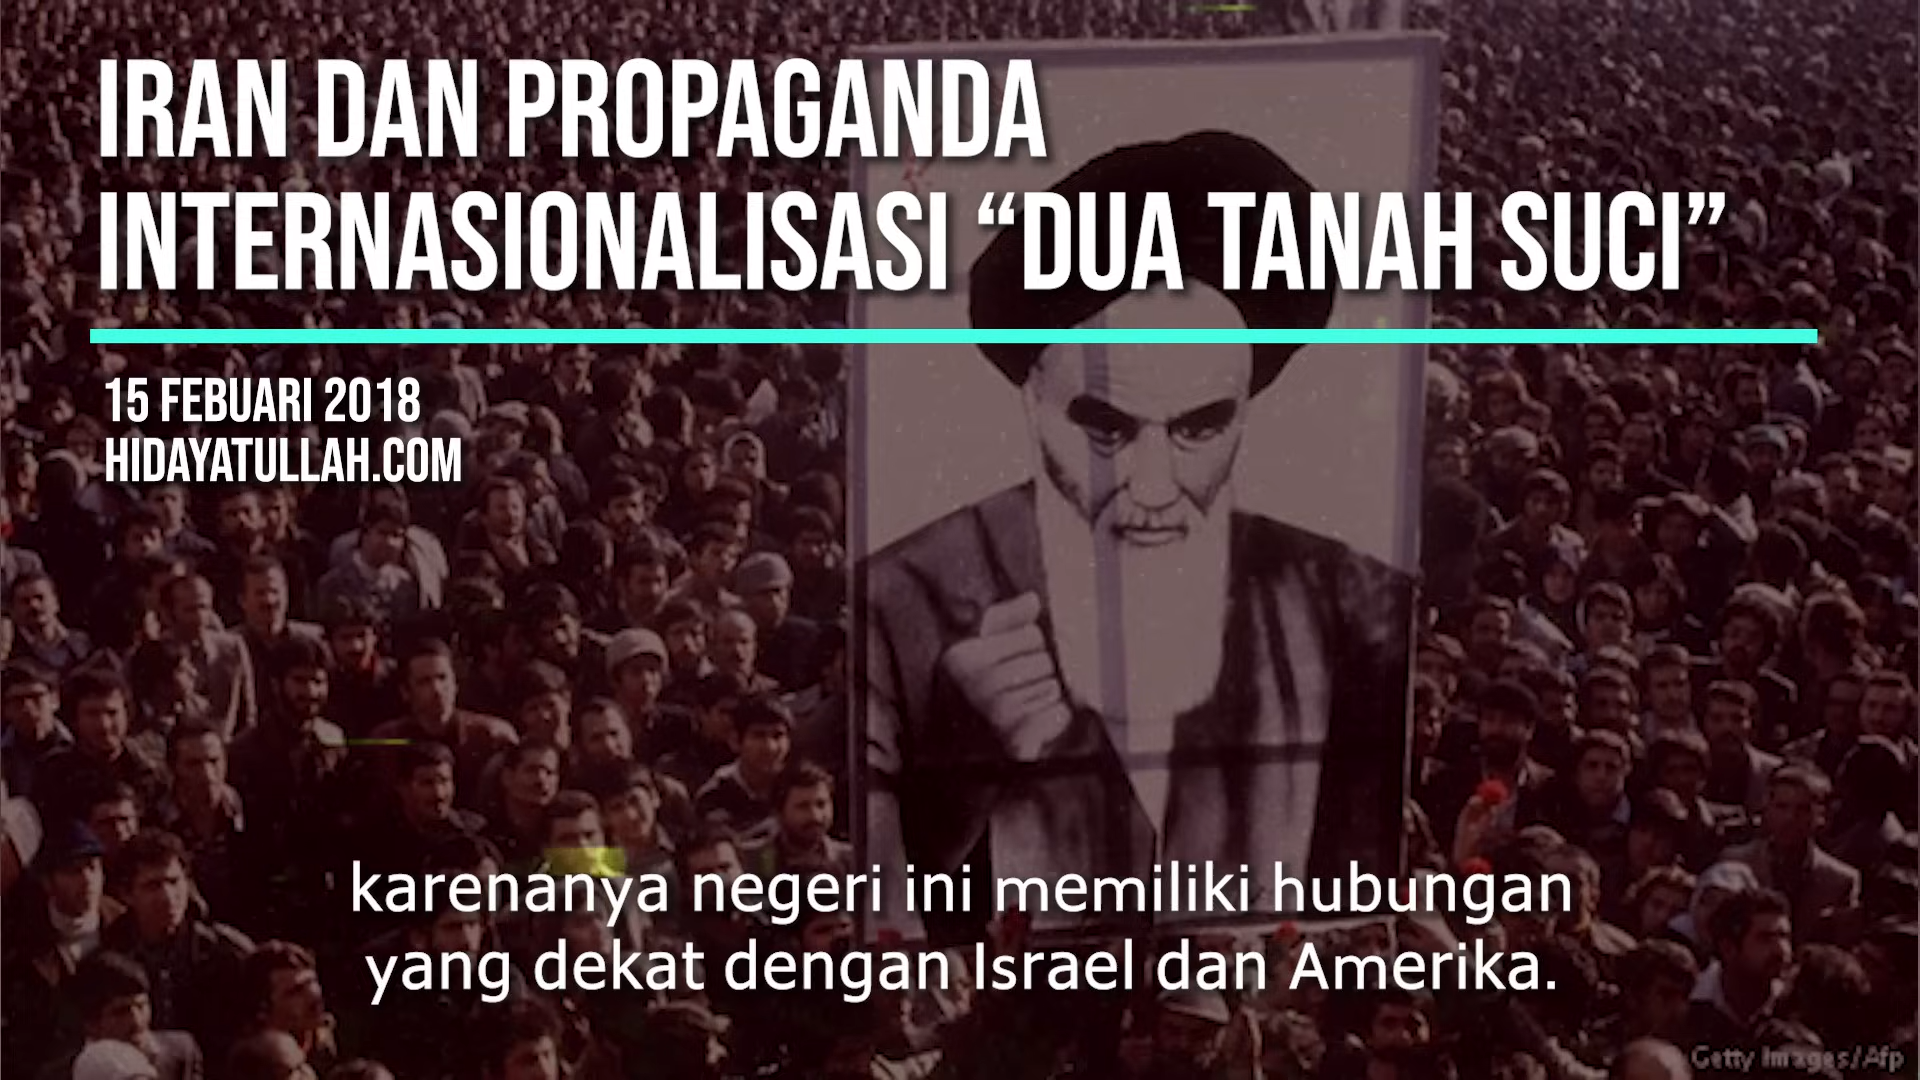 IRAN DAN PROPAGANDA
INTERNASIONALISASI “DUA TANAH SUCI”
15 FEBUARI 2018
HIDAYATULLAH.COM
karenanya negeri ini memiliki hubungan
yang dekat dengan Israel dan Amerika.
Getty Images/Afp